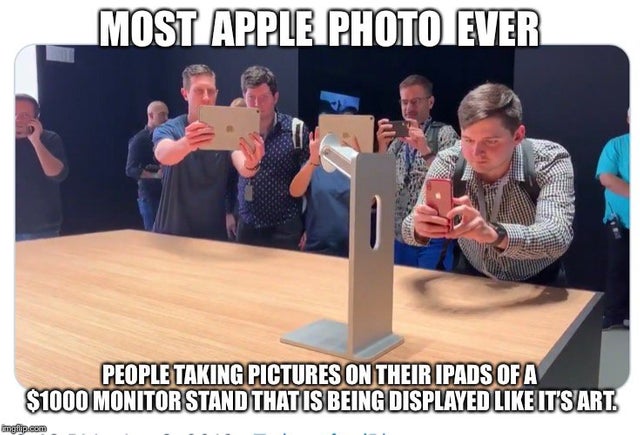 MOST APPLE PHOTO EVER
PEOPLE TAKING PICTURES ON THEIR IPADS OF A
$1000 MONITOR STAND THAT IS BEING DISPLAYED LIKE IT'S ART.
imgflip.com